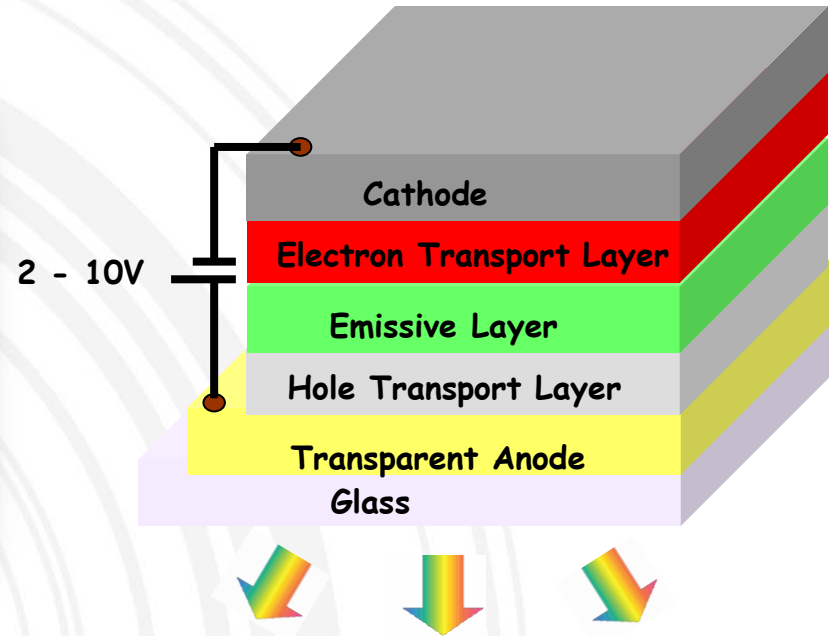 Cathode
Electron Transport Layer
2 - 10V
Emissive Layer
Hole Transport Layer
Transparent Anode
Glass